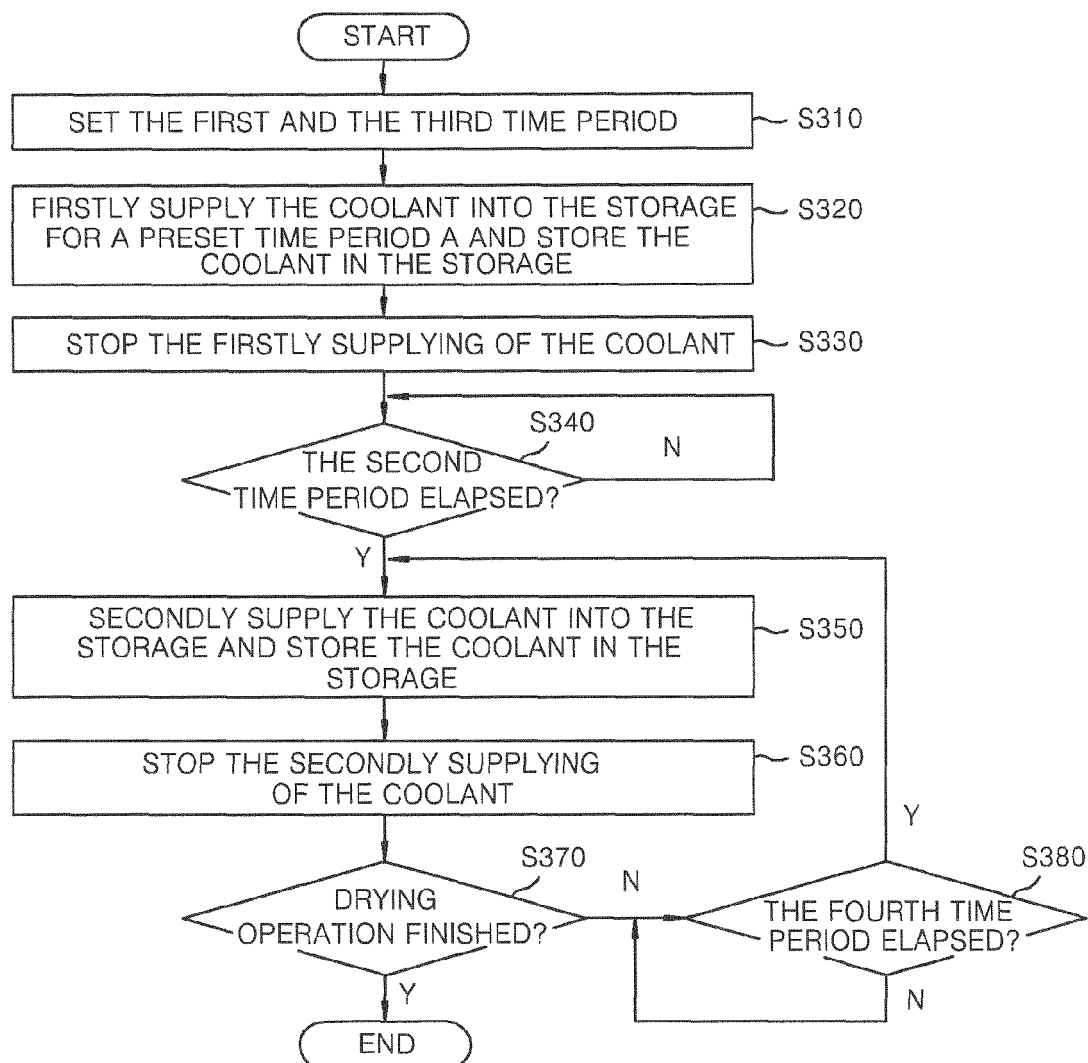 START
SET THE FIRST AND THE THIRD TIME PERIOD
S310
FIRSTLY SUPPLY THE COOLANT INTO THE STORAGE
FOR A PRESET TIME PERIOD A AND STORE THE
COOLANT IN THE STORAGE
S320
STOP THE FIRSTLY SUPPLYING OF THE COOLANT
S330
S340
THE SECOND
TIME PERIOD ELAPSED?
N
Y
SECONDLY SUPPLY THE COOLANT INTO THE
STORAGE AND STORE THE COOLANT IN THE
STORAGE
S350
STOP THE SECONDLY SUPPLYING
OF THE COOLANT
S360
S370
DRYING
OPERATION FINISHED?
N
Y
S380
THE FOURTH TIME
PERIOD ELAPSED?
Y
N
END